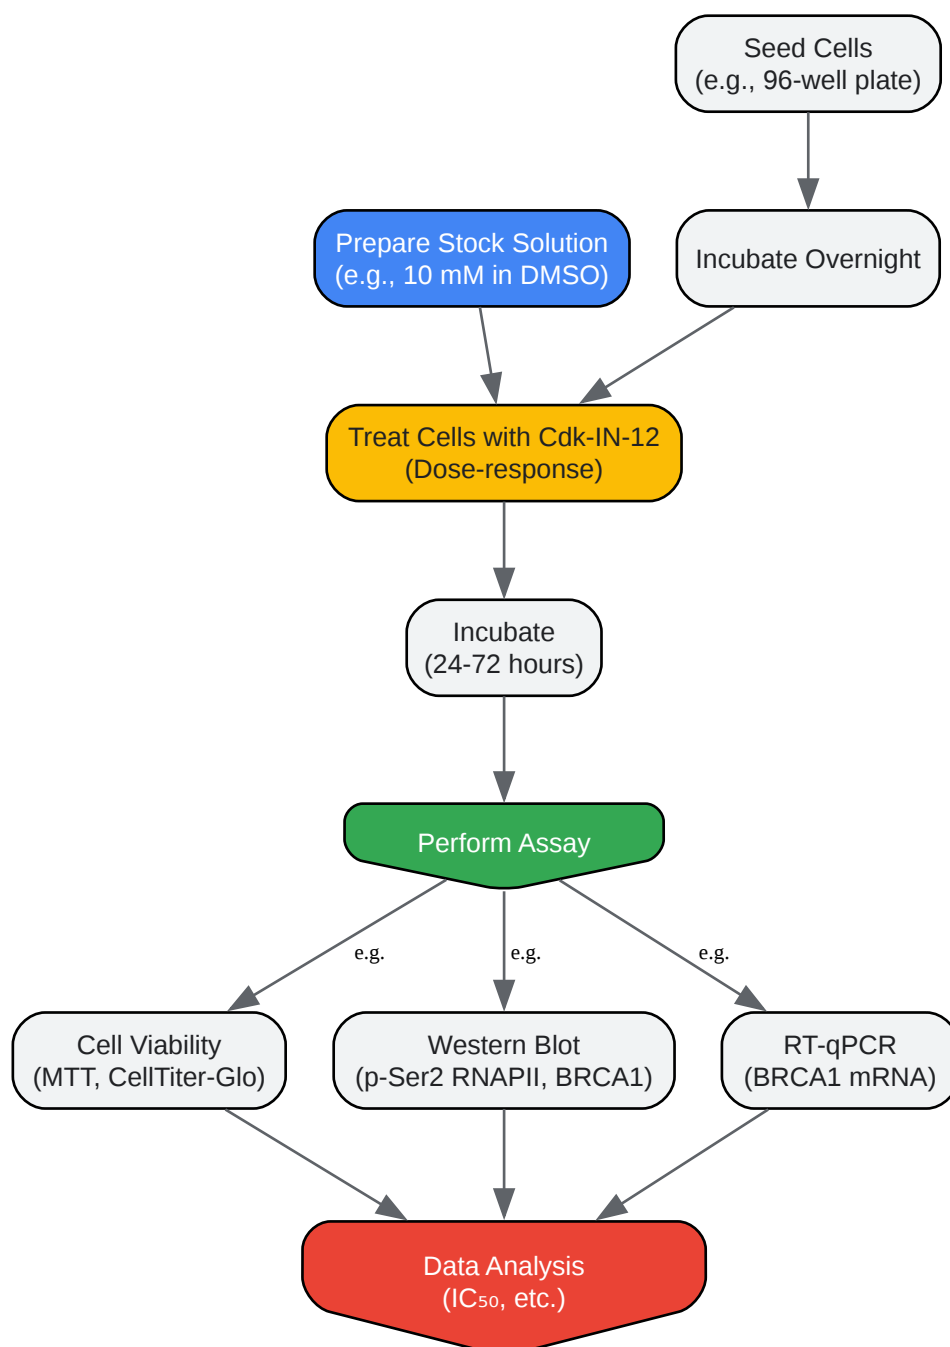 Seed Cells
(e.g., 96-well plate)
Prepare Stock Solution
(e.g., 10 mM in DMSO)
Incubate Overnight
Treat Cells with Cdk-IN-12
(Dose-response)
Incubate
(24-72 hours)
Perform Assay
e.g.
e.g.
e.g.
Cell Viability
(MTT, CellTiter-Glo)
Western Blot
(p-Ser2 RNAPII, BRCA1)
RT-qPCR
(BRCA1 mRNA)
Data Analysis
(IC₅₀, etc.)